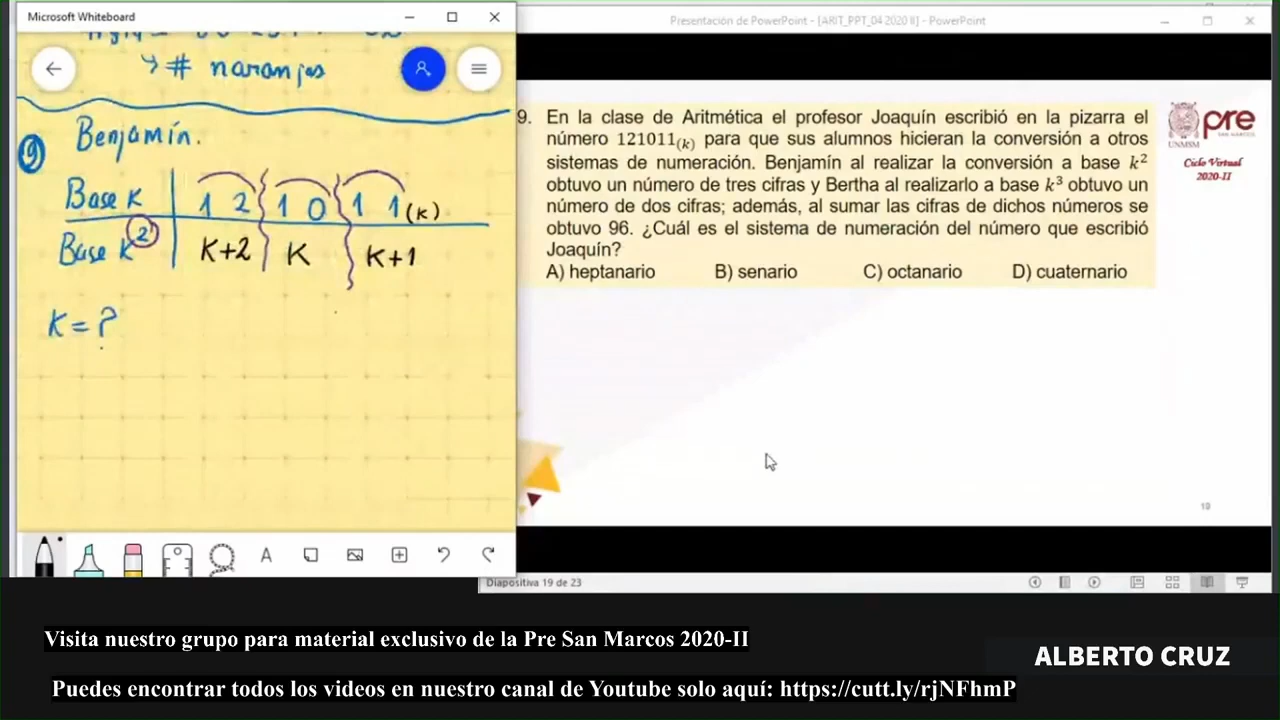 Microsoft Whiteboard
Presentación de PowerPoint - [ARIT_PPT_04 2020 II] - PowerPoint
↳ # naranjas
9 Benjamín.
Base K | 1 2 1 0 1 1 (K)
Base K² | K+2 K K+1
K = ?
A
9. En la clase de Aritmética el profesor Joaquín escribió en la pizarra el
número 121011(k) para que sus alumnos hicieran la conversión a otros
sistemas de numeración. Benjamín al realizar la conversión a base k²
obtuvo un número de tres cifras y Bertha al realizarlo a base k³ obtuvo un
número de dos cifras; además, al sumar las cifras de dichos números se
obtuvo 96. ¿Cuál es el sistema de numeración del número que escribió
Joaquín?
A) heptanario B) senario C) octanario D) cuaternario
pre
SAN MARCOS
UNMSM
Ciclo Virtual
2020-II
19
Diapositiva 19 de 23
Visita nuestro grupo para material exclusivo de la Pre San Marcos 2020-II
ALBERTO CRUZ
Puedes encontrar todos los videos en nuestro canal de Youtube solo aquí: https://cutt.ly/rjNFhmP